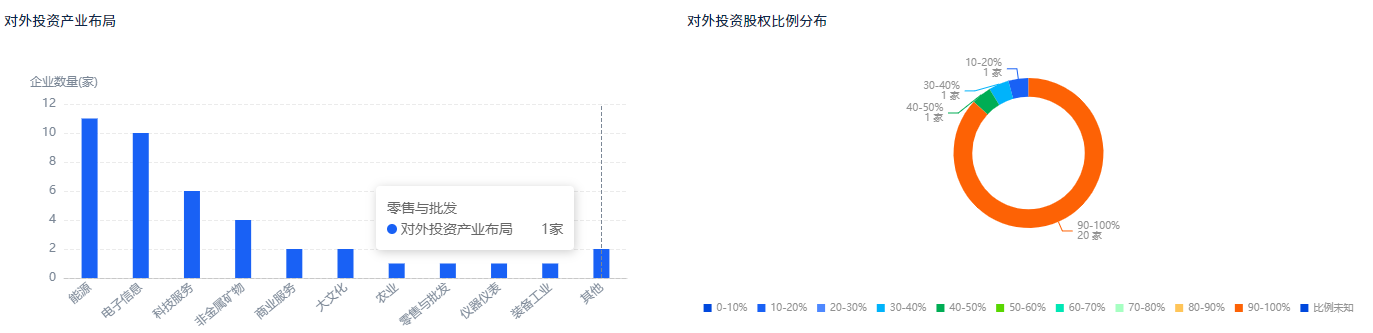 对外投资产业布局
企业数量(家)
12
10
8
6
4
2
0
零售与批发
对外投资产业布局 1家
能源 电子信息 科技服务 非金属矿物 商业服务 大文化 农业 零售与批发 仪器仪表 装备工业 其他
对外投资股权比例分布
10-20%
1 家
30-40%
1 家
40-50%
1 家
90-100%
20 家
0-10% 10-20% 20-30% 30-40% 40-50% 50-60% 60-70% 70-80% 80-90% 90-100% 比例未知